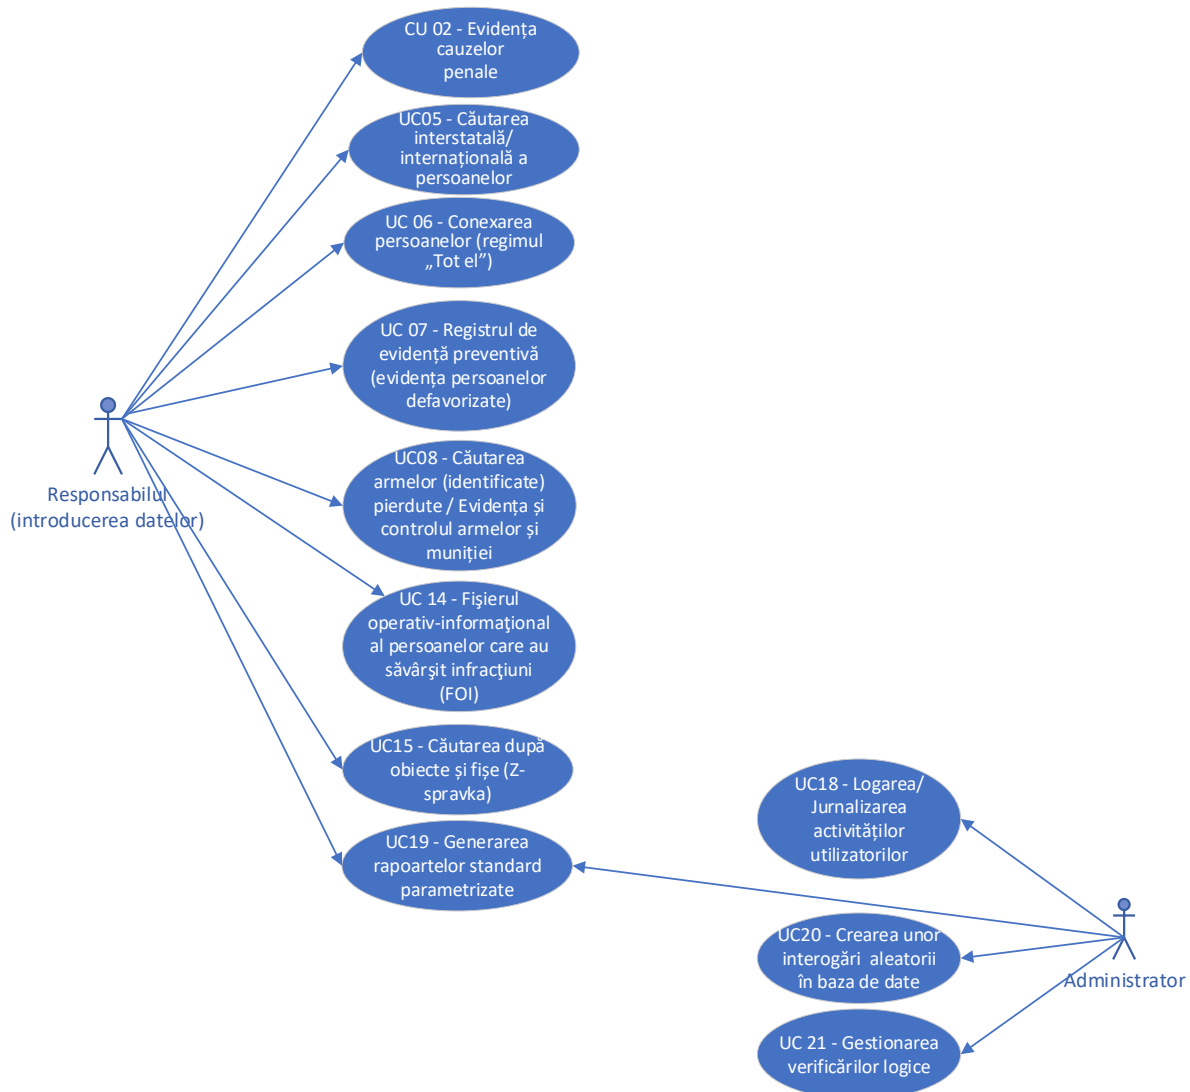 CU 02 - Evidența
cauzelor
penale
UC05 - Căutarea
interstatală/
internațională a
persoanelor
UC 06 - Conexarea
persoanelor (regimul
„Tot el”)
UC 07 - Registrul de
evidență preventivă
(evidența persoanelor
defavorizate)
Responsabilul
(introducerea datelor)
UC08 - Căutarea
armelor (identificate)
pierdute / Evidența și
controlul armelor și
muniției
UC 14 - Fişierul
operativ-informaţional
al persoanelor care au
săvârşit infracţiuni
(FOI)
UC15 - Căutarea după
obiecte și fișe (Z-
spravka)
UC19 - Generarea
rapoartelor standard
parametrizate
UC18 - Logarea/
Jurnalizarea
activităților
utilizatorilor
UC20 - Crearea unor
interogări  aleatorii
în baza de date
Administrator
UC 21 - Gestionarea
verificărilor logice